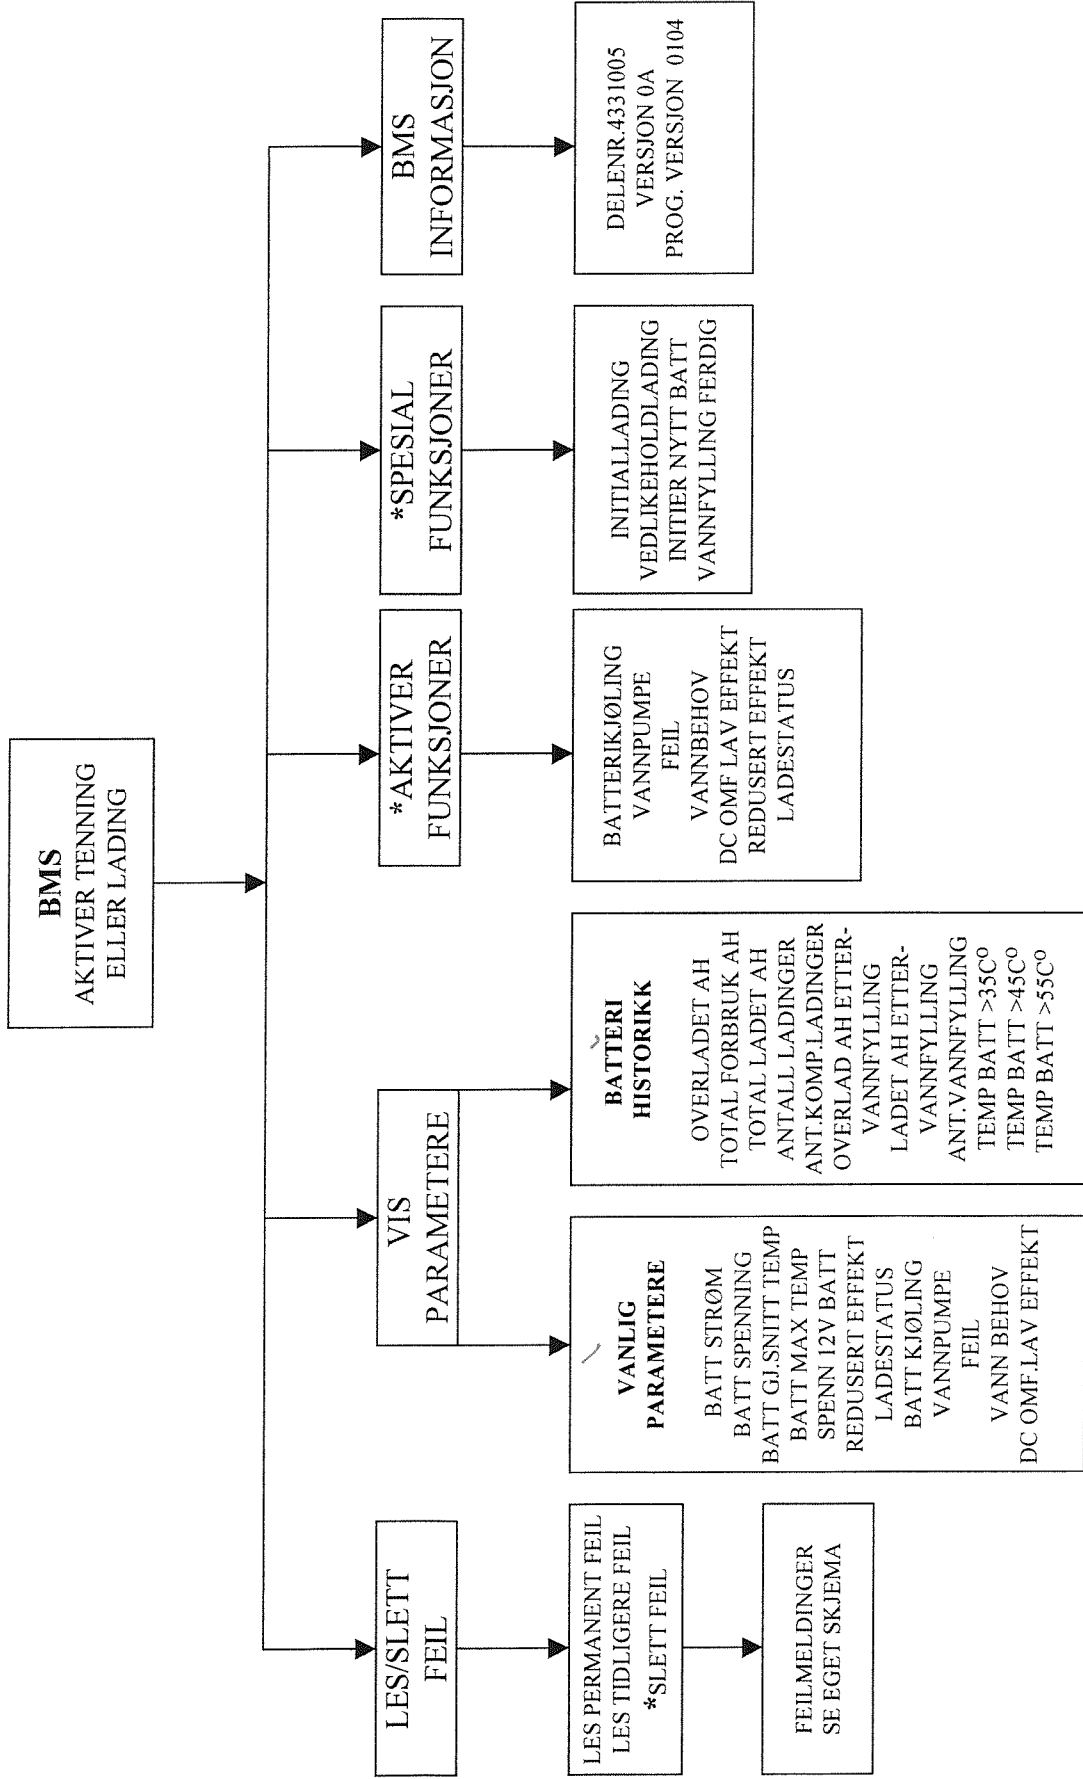 BMS
AKTIVER TENNING
ELLER LADING
LES/SLETT
FEIL
VIS
PARAMETERE
*AKTIVER
FUNKSJONER
*SPESIAL
FUNKSJONER
BMS
INFORMASJON
LES PERMANENT FEIL
LES TIDLIGERE FEIL
*SLETT FEIL
FEILMELDINGER
SE EGET SKJEMA
VANLIG
PARAMETERE
BATT STRØM
BATT SPENNING
BATT GJ.SNITT TEMP
BATT MAX TEMP
SPENN 12V BATT
REDUSERT EFFEKT
LADESTATUS
BATT KJØLING
VANNPUMPE
FEIL
VANN BEHOV
DC OMF.LAV EFFEKT
BATTERI
HISTORIKK
OVERLADET AH
TOTAL FORBRUK AH
TOTAL LADET AH
ANTALL LADINGER
ANT.KOMP.LADINGER
OVERLAD AH ETTER-
VANNFYLLING
LADET AH ETTER-
VANNFYLLING
ANT.VANNFYLLING
TEMP BATT >35C°
TEMP BATT >45C°
TEMP BATT >55C°
BATTERIKJØLING
VANNPUMPE
FEIL
VANNBEHOV
DC OMF LAV EFFEKT
REDUSERT EFFEKT
LADESTATUS
INITIALLADING
VEDLIKEHOLDLADING
INITIER NYTT BATT
VANNFYLLING FERDIG
DELENR.4331005
VERSJON 0A
PROG. VERSJON 0104